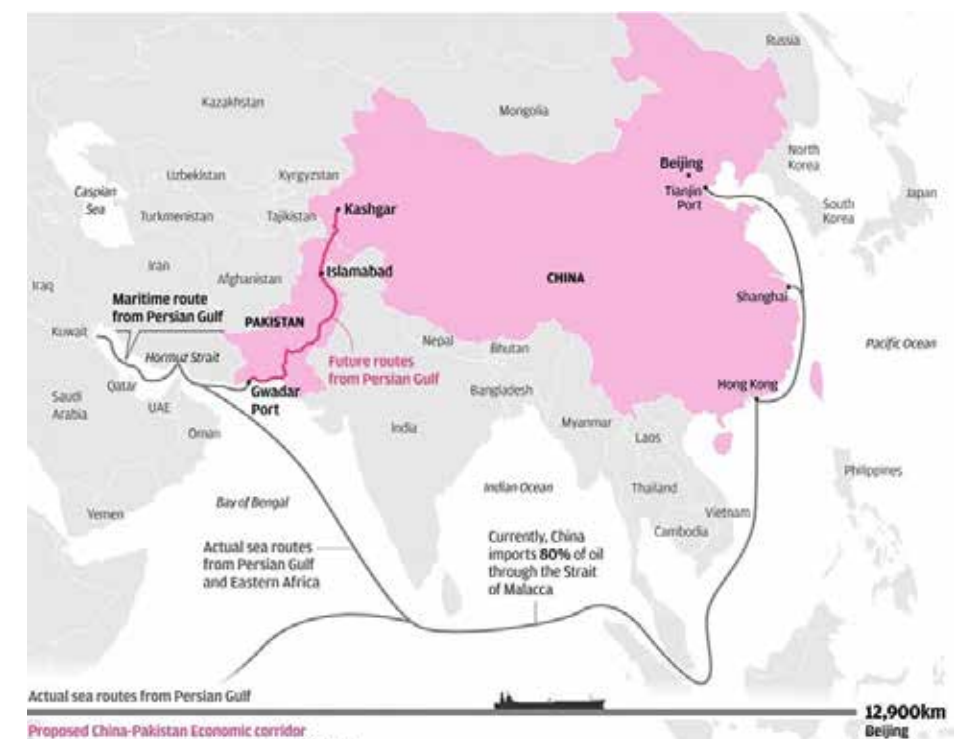 Russia
Kazakhstan
Mongolia
North
Korea
Beijing
Tianjin
Port
Uzbekistan
Kyrgyzstan
Caspian
Sea
Japan
South
Korea
Turkmenistan
Tajikistan
Kashgar
Iran
Afghanistan
Islamabad
CHINA
Iraq
Maritime route
from Persian Gulf
Shanghai
PAKISTAN
Kuwait
Hormuz Strait
Nepal
Bhutan
Pacific Ocean
Future routes
from Persian Gulf
Qatar
Gwadar
Port
Hong Kong
Saudi
Arabia
UAE
Bangladesh
Oman
India
Myanmar
Laos
Philippines
Indian Ocean
Thailand
Bay of Bengal
Yemen
Vietnam
Cambodia
Actual sea routes
from Persian Gulf
and Eastern Africa
Currently, China
imports 80% of oil
through the Strait
of Malacca
Actual sea routes from Persian Gulf
12,900km
Beijing
Proposed China-Pakistan Economic corridor